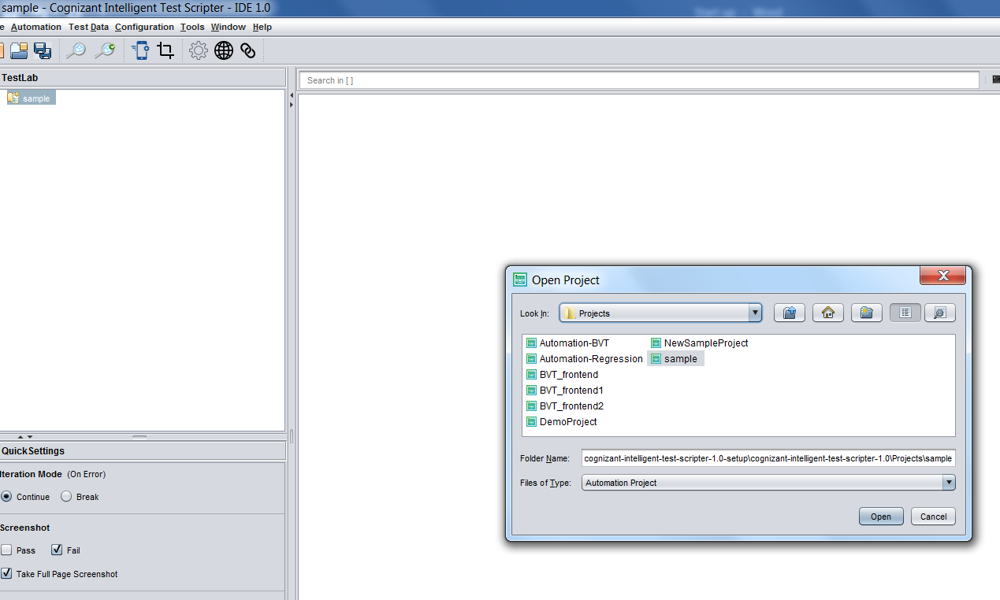 sample - Cognizant Intelligent Test Scripter - IDE 1.0
e Automation Test Data Configuration Tools Window Help
TestLab
Search in [ ]
sample
Open Project
Look In: Projects
Automation-BVT
Automation-Regression
BVT_frontend
BVT_frontend1
BVT_frontend2
DemoProject
NewSampleProject
sample
Folder Name: cognizant-intelligent-test-scripter-1.0-setup\cognizant-intelligent-test-scripter-1.0\Projects\sample
Files of Type: Automation Project
Open Cancel
QuickSettings
Iteration Mode (On Error)
Continue Break
Screenshot
Pass Fail
Take Full Page Screenshot